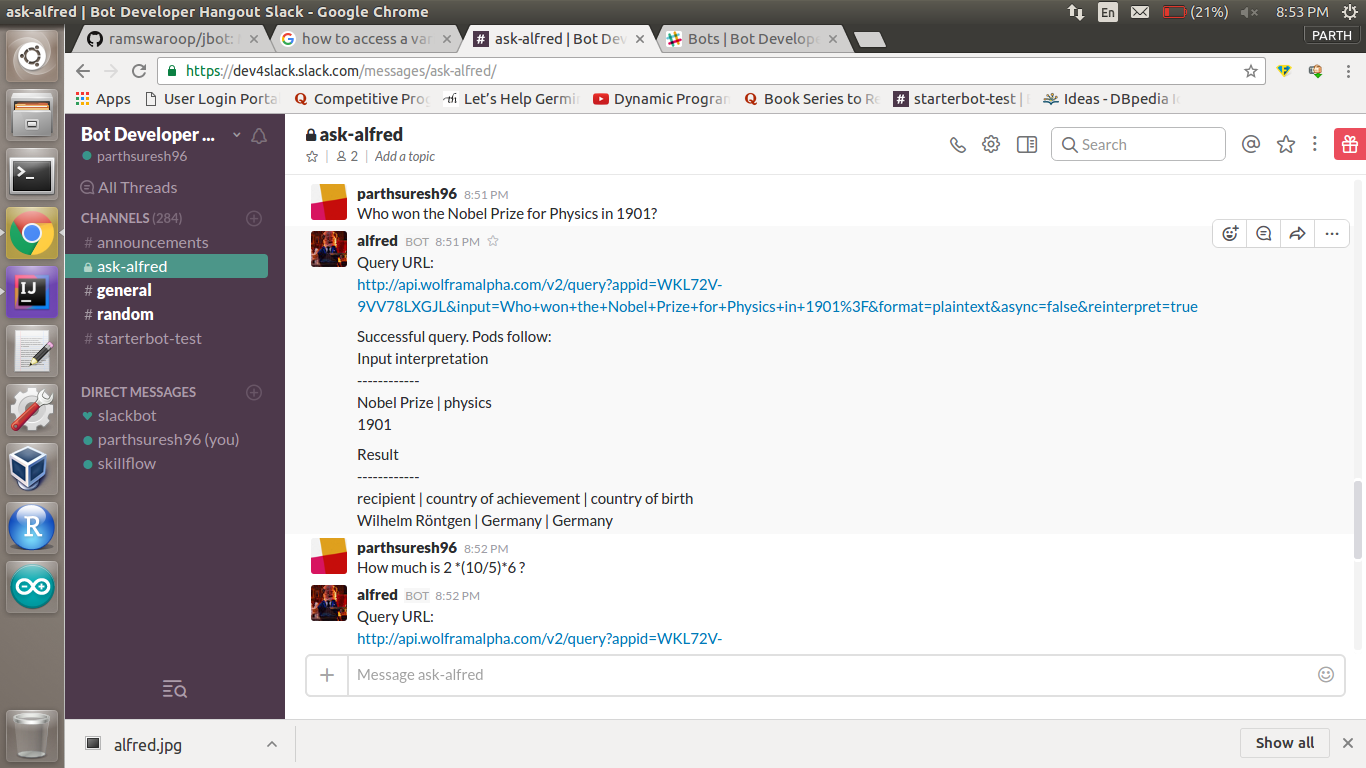 ask-alfred | Bot Developer Hangout Slack - Google Chrome
En (21%) 8:53 PM
PARTH
ramswaroop/jbot:
how to access a var
ask-alfred | Bot Dev
Bots | Bot Develope
https://dev4slack.slack.com/messages/ask-alfred/
Apps
User Login Porta
Competitive Prog
Let's Help Germin
Dynamic Program
Book Series to Re
starterbot-test |
Ideas - DBpedia
Bot Developer ...
parthsuresh96
All Threads
CHANNELS (284)
# announcements
ask-alfred
# general
# random
# starterbot-test
DIRECT MESSAGES
slackbot
parthsuresh96 (you)
skillflow
ask-alfred
2 | Add a topic
Search
parthsuresh96 8:51 PM
Who won the Nobel Prize for Physics in 1901?
alfred BOT 8:51 PM
Query URL:
http://api.wolframalpha.com/v2/query?appid=WKL72V-
9VV78LXGJL&input=Who+won+the+Nobel+Prize+for+Physics+in+1901%3F&format=plaintext&async=false&reinterpret=true
Successful query. Pods follow:
Input interpretation
------------
Nobel Prize | physics
1901
Result
------------
recipient | country of achievement | country of birth
Wilhelm Röntgen | Germany | Germany
parthsuresh96 8:52 PM
How much is 2 *(10/5)*6 ?
alfred BOT 8:52 PM
Query URL:
http://api.wolframalpha.com/v2/query?appid=WKL72V-
Message ask-alfred
alfred.jpg
Show all